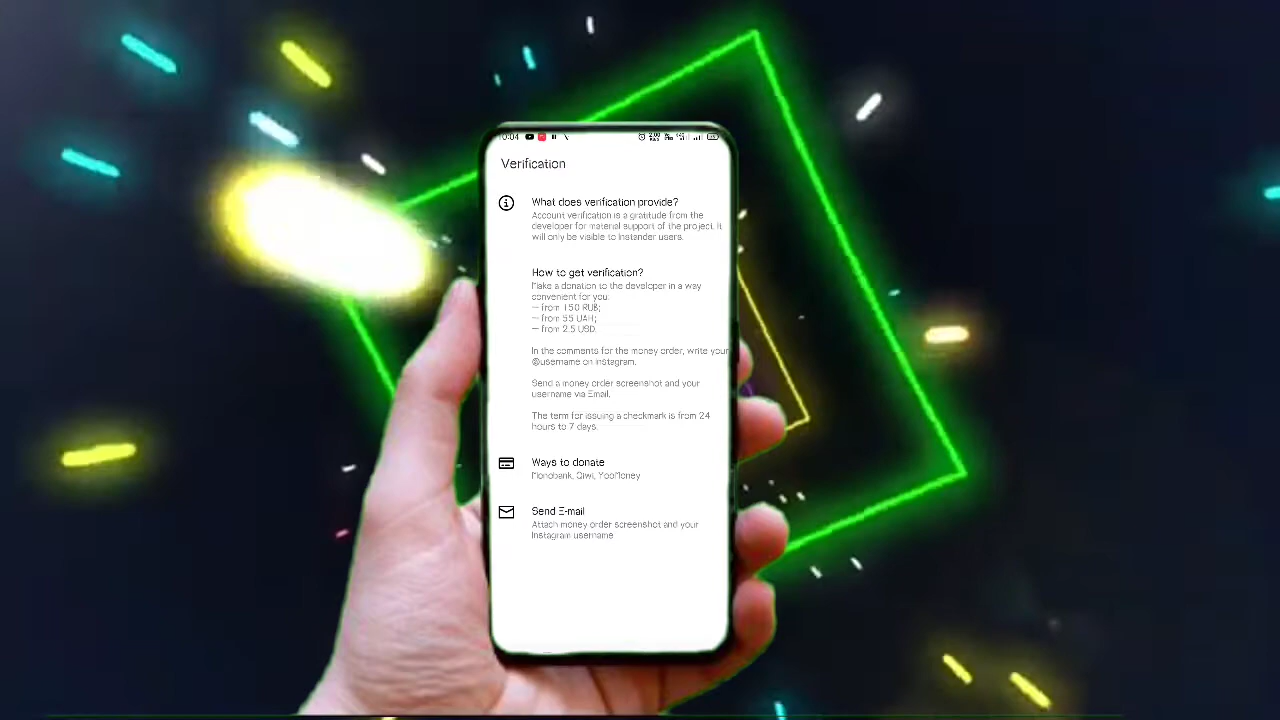 10:04
Verification
What does verification provide?
Account verification is a gratitude from the
developer for material support of the project. It
will only be visible to Instander users.
How to get verification?
Make a donation to the developer in a way
convenient for you:
— from 150 RUB;
— from 55 UAH;
— from 2.5 USD.
In the comments for the money order, write your
@username on Instagram.
Send a money order screenshot and your
username via Email.
The term for issuing a checkmark is from 24
hours to 7 days.
Ways to donate
Monobank, Qiwi, YooMoney
Send E-mail
Attach money order screenshot and your
Instagram username